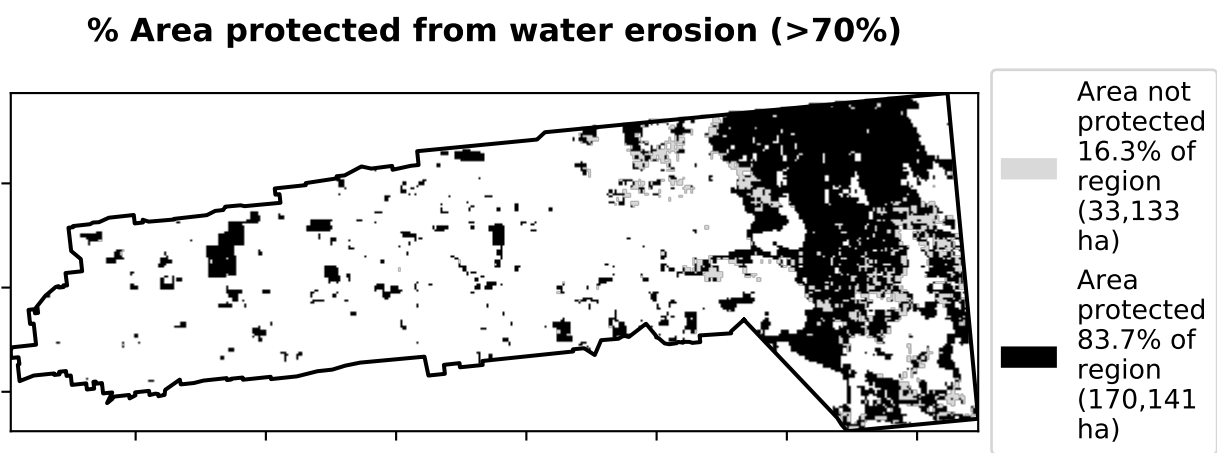 % Area protected from water erosion (>70%)
Area not
protected
16.3% of
region
(33,133
ha)
Area
protected
83.7% of
region
(170,141
ha)